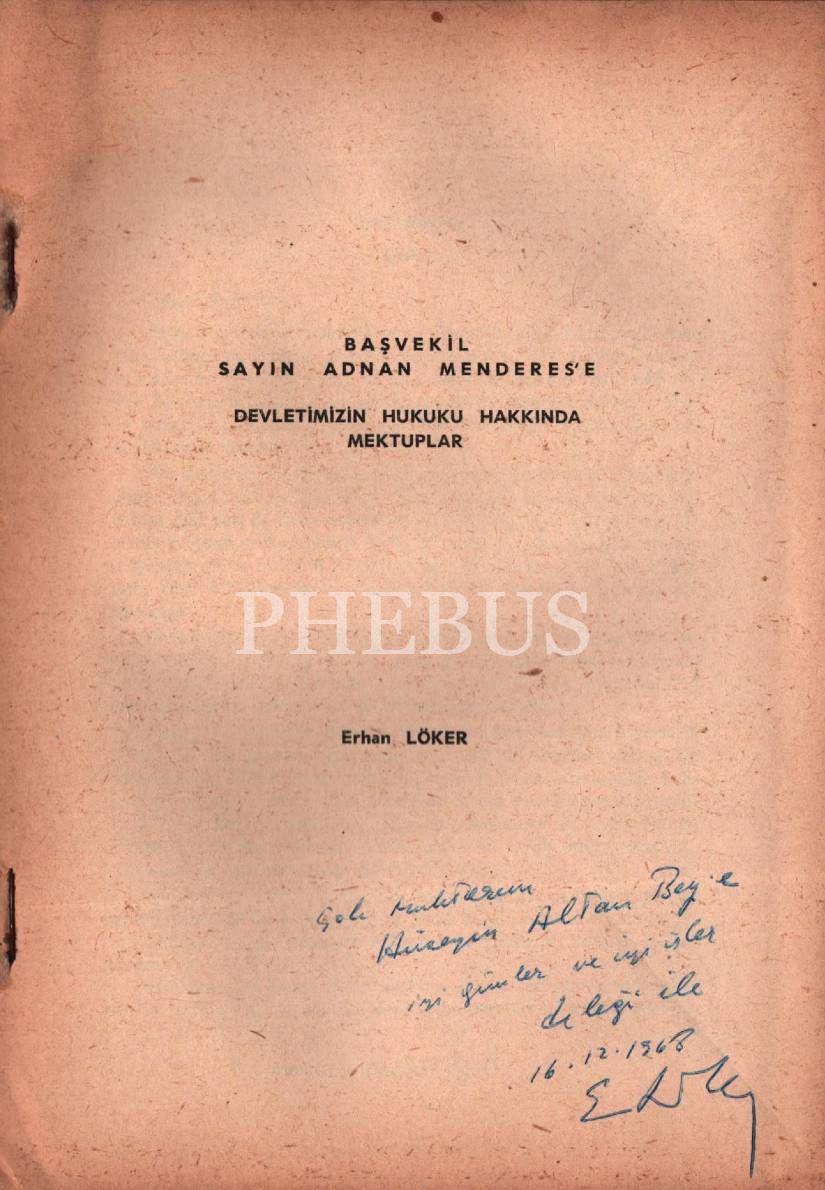 BAŞVEKİL
SAYIN ADNAN MENDERES'E
DEVLETİMİZİN HUKUKU HAKKINDA
MEKTUPLAR
PHEBUS
Erhan LÖKER
Çok muhterem
Hüseyin Altan Bey'e
iyi günler ve iyi işler
dileği ile
16.12.1968